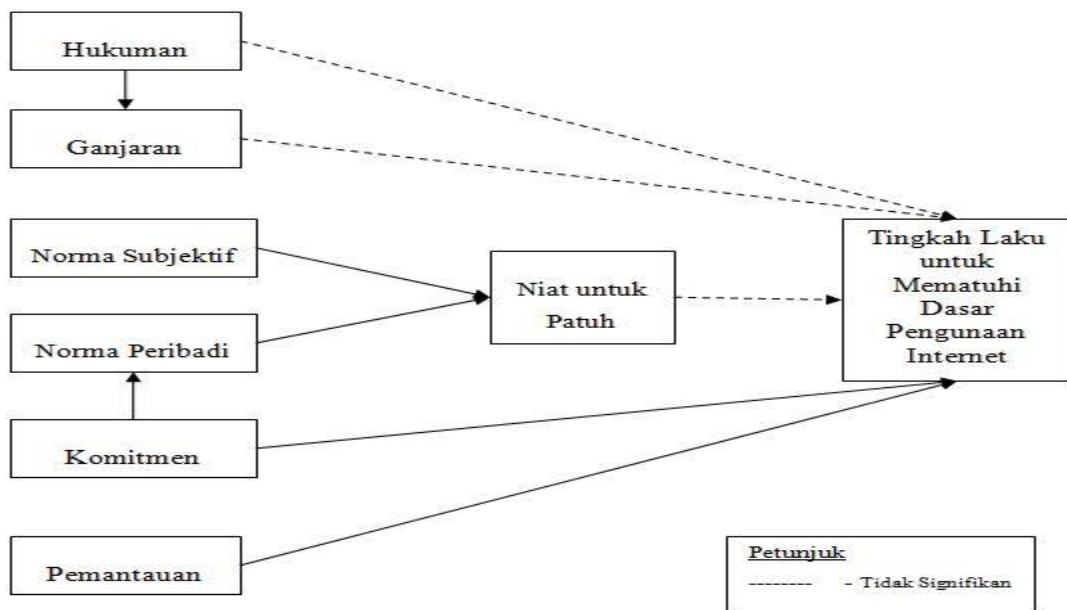 Hukuman
Ganjaran
Norma Subjektif
Norma Peribadi
Komitmen
Pemantauan
Niat untuk
Patuh
Tingkah Laku
untuk
Mematuhi
Dasar
Pengunaan
Internet
Petunjuk
-------- - Tidak Signifikan